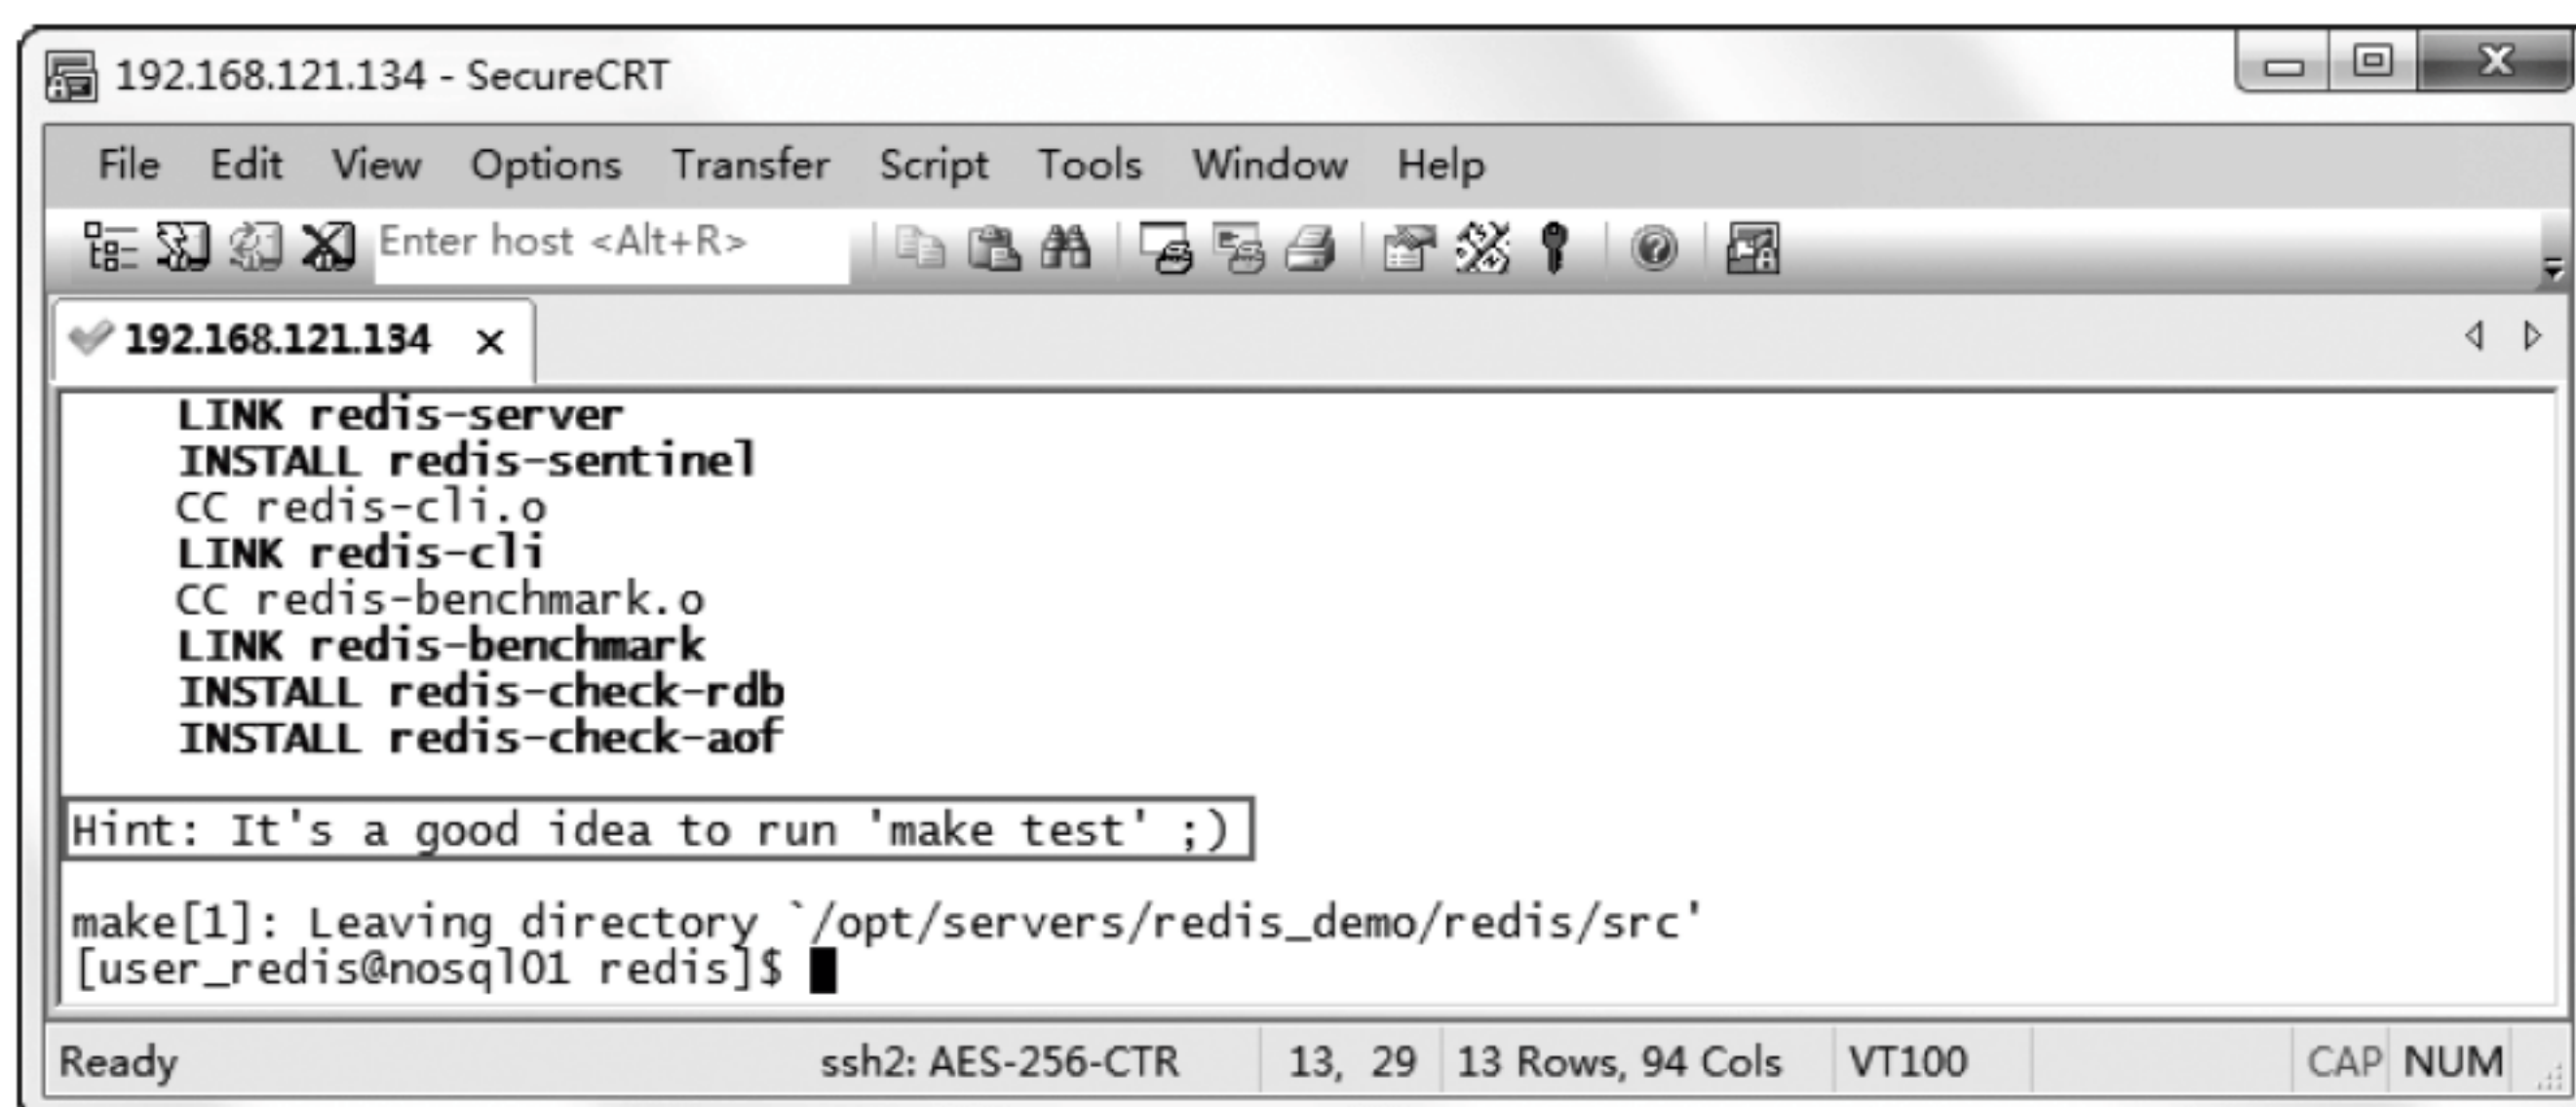 192.168.121.134 - SecureCRT
File Edit View Options Transfer Script Tools Window Help
Enter host <Alt+R>
192.168.121.134 x
LINK redis-server
INSTALL redis-sentinel
CC redis-cli.o
LINK redis-cli
CC redis-benchmark.o
LINK redis-benchmark
INSTALL redis-check-rdb
INSTALL redis-check-aof
Hint: It's a good idea to run 'make test' ;)
make[1]: Leaving directory `/opt/servers/redis_demo/redis/src'
[user_redis@nosql01 redis]$
Ready ssh2: AES-256-CTR 13, 29 13 Rows, 94 Cols VT100 CAP NUM